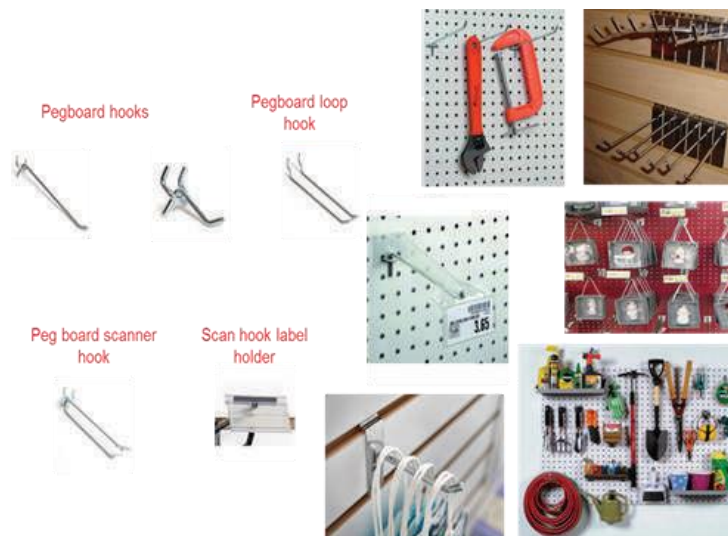 Pegboard hooks
Pegboard loop
hook
Peg board scanner
hook
Scan hook label
holder
3.65